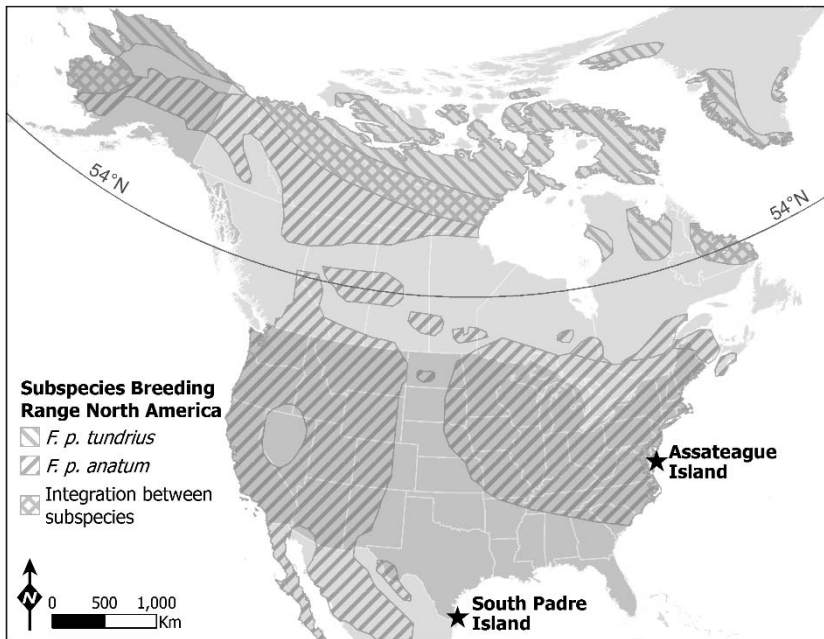 54°N
54°N
Subspecies Breeding
Range North America
F. p. tundrius
F. p. anatum
Integration between
subspecies
Assateague
Island
N
0 500 1,000
Km
South Padre
Island